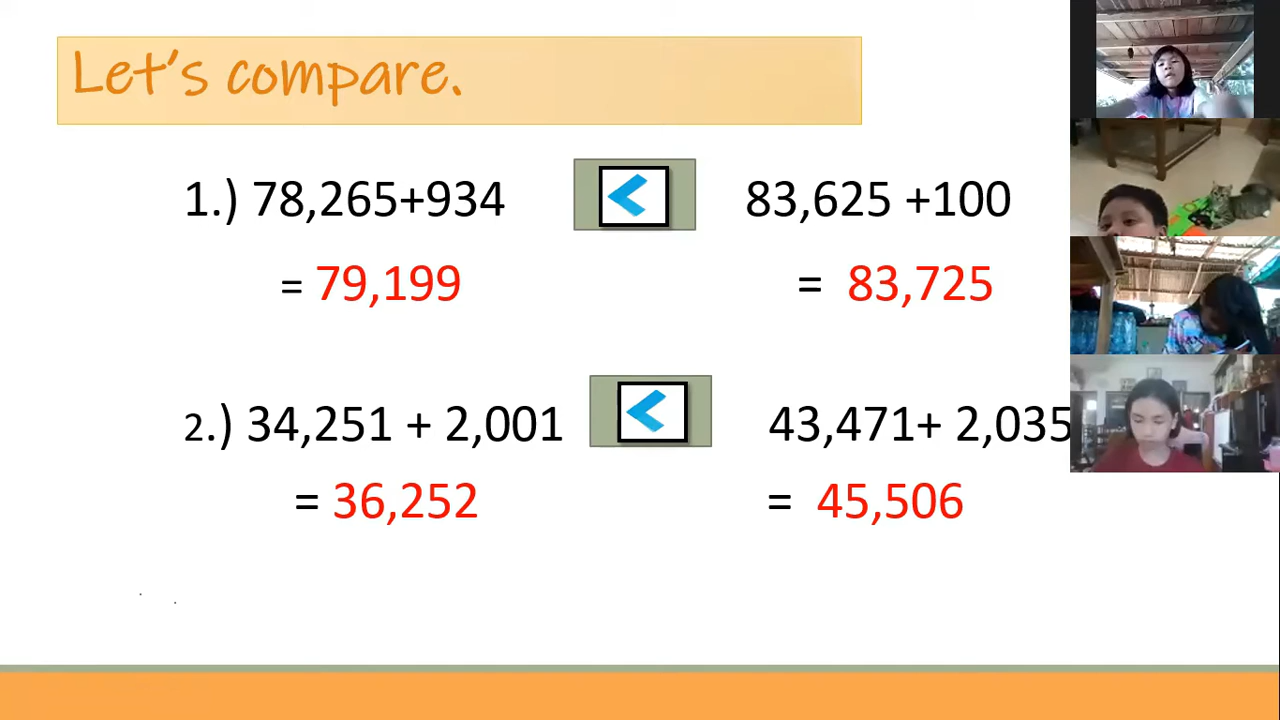 Let's compare.
1.) 78,265+934 < 83,625 +100
= 79,199 = 83,725
2.) 34,251 + 2,001 < 43,471+ 2,035
= 36,252 = 45,506